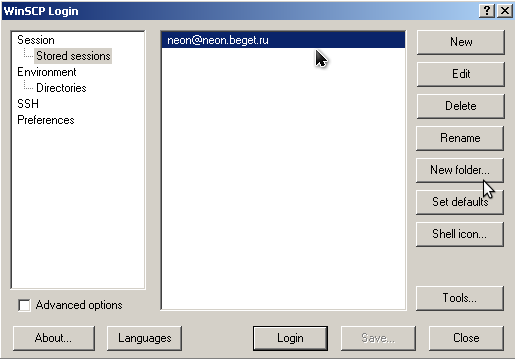 WinSCP Login
Session
Stored sessions
Environment
Directories
SSH
Preferences
Advanced options
neon@neon.beget.ru
New
Edit
Delete
Rename
New folder...
Set defaults
Shell icon...
Tools...
About...
Languages
Login
Save...
Close